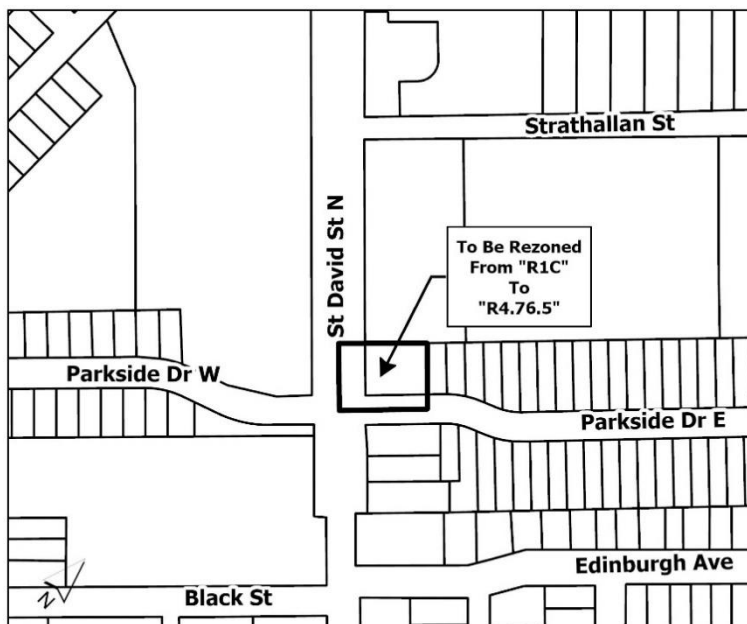 Strathallan St
St David St N
To Be Rezoned
From "R1C"
To
"R4.76.5"
Parkside Dr W
Parkside Dr E
Edinburgh Ave
Black St
N